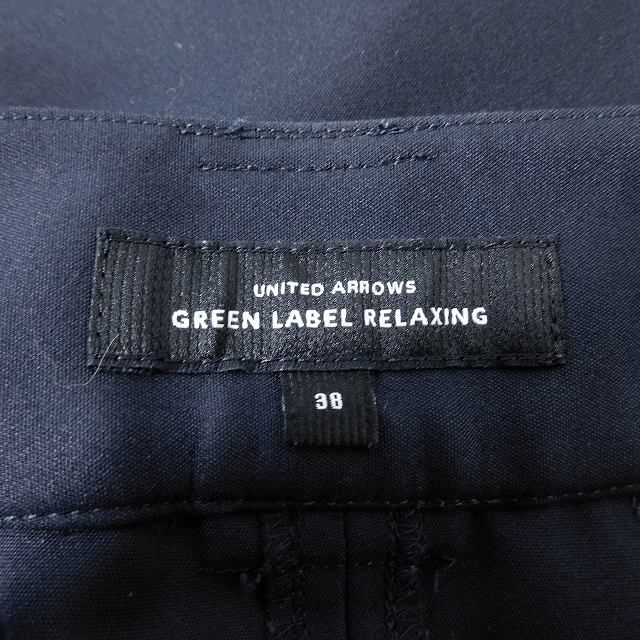 UNITED ARROWS
GREEN LABEL RELAXING
38